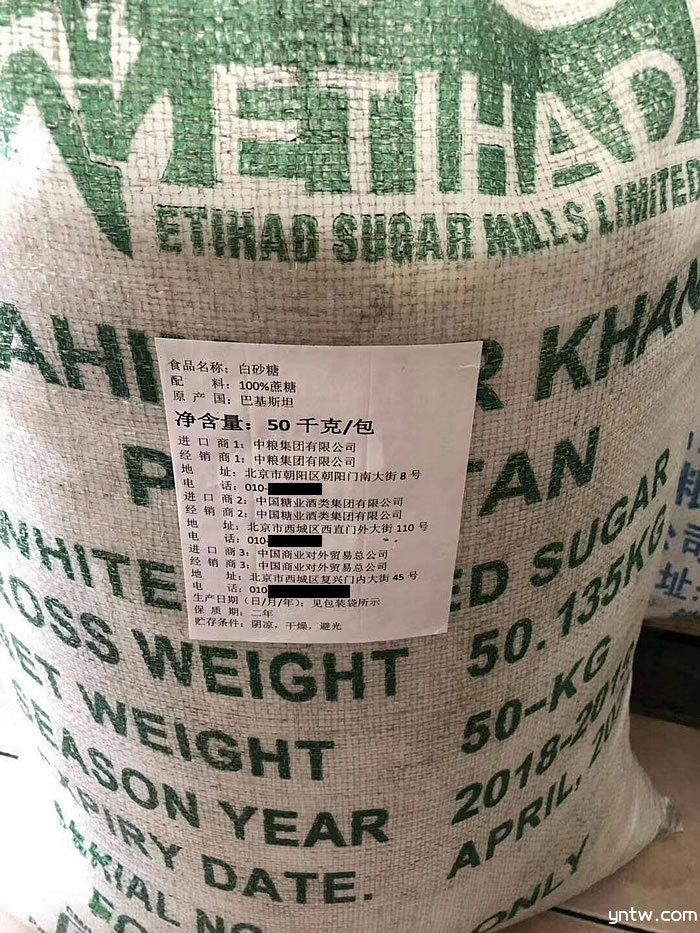 ETIHAD
ETIHAD SUGAR MILLS LIMITED
KHAN
食品名称：白砂糖
配　　料：100%蔗糖
原 产 国：巴基斯坦
净含量：50 千克/包
进 口 商 1：中粮集团有限公司
经 销 商 1：中粮集团有限公司
地　　址：北京市朝阳区朝阳门南大街 8 号
电　　话：010-
进 口 商 2：中国糖业酒类集团有限公司
经 销 商 2：中国糖业酒类集团有限公司
地　　址：北京市西城区西直门外大街 110 号
电　　话：010-
进 口 商 3：中国商业对外贸易总公司
经 销 商 3：中国商业对外贸易总公司
地　　址：北京市西城区复兴门内大街 45 号
电　　话：010
生产日期（日/月/年）：见包装袋所示
保 质 期：二年
贮存条件：阴凉，干燥，避光
WHITE SUGAR
WEIGHT 50.135KG
NET WEIGHT 50-KG
SEASON YEAR 2018-2019
EXPIRY DATE. APRIL,
SERIAL NO. ONLY
yntw.com